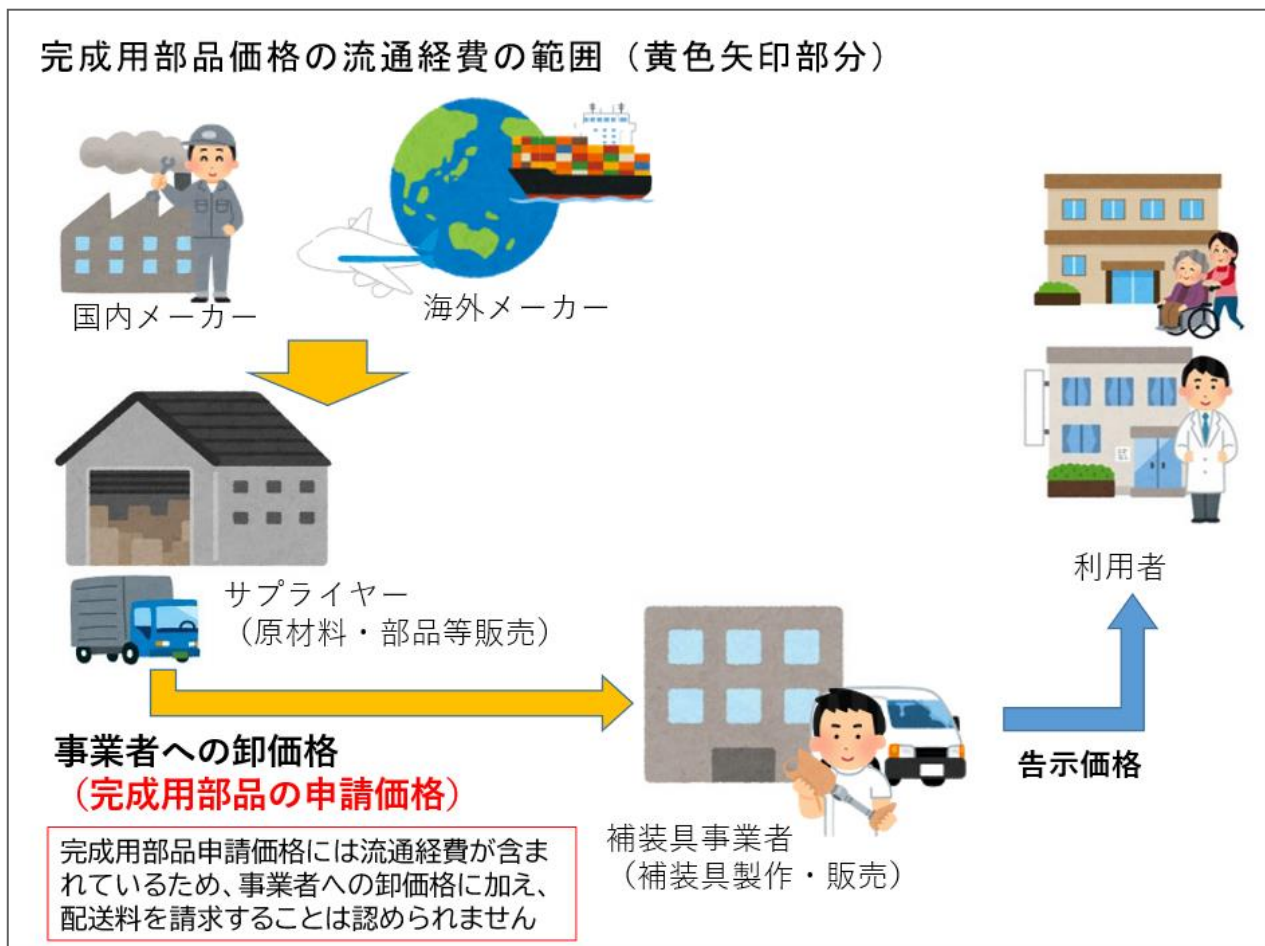 完成用部品価格の流通経費の範囲（黄色矢印部分）
国内メーカー
海外メーカー
サプライヤー
（原材料・部品等販売）
利用者
事業者への卸価格
（完成用部品の申請価格）
告示価格
完成用部品申請価格には流通経費が含ま
れているため、事業者への卸価格に加え、
配送料を請求することは認められません
補装具事業者
（補装具製作・販売）